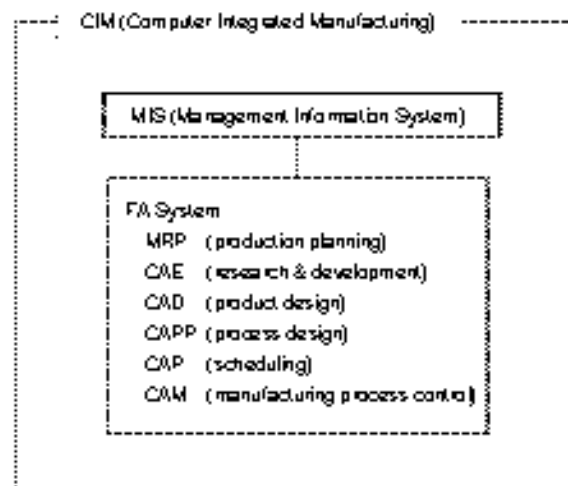 CIM (Computer Integrated Manufacturing)
MIS (Management Information System)
FA System
MRP (production planning)
CAE (research & development)
CAD (product design)
CAPP (process design)
CAP (scheduling)
CAM (manufacturing process control)